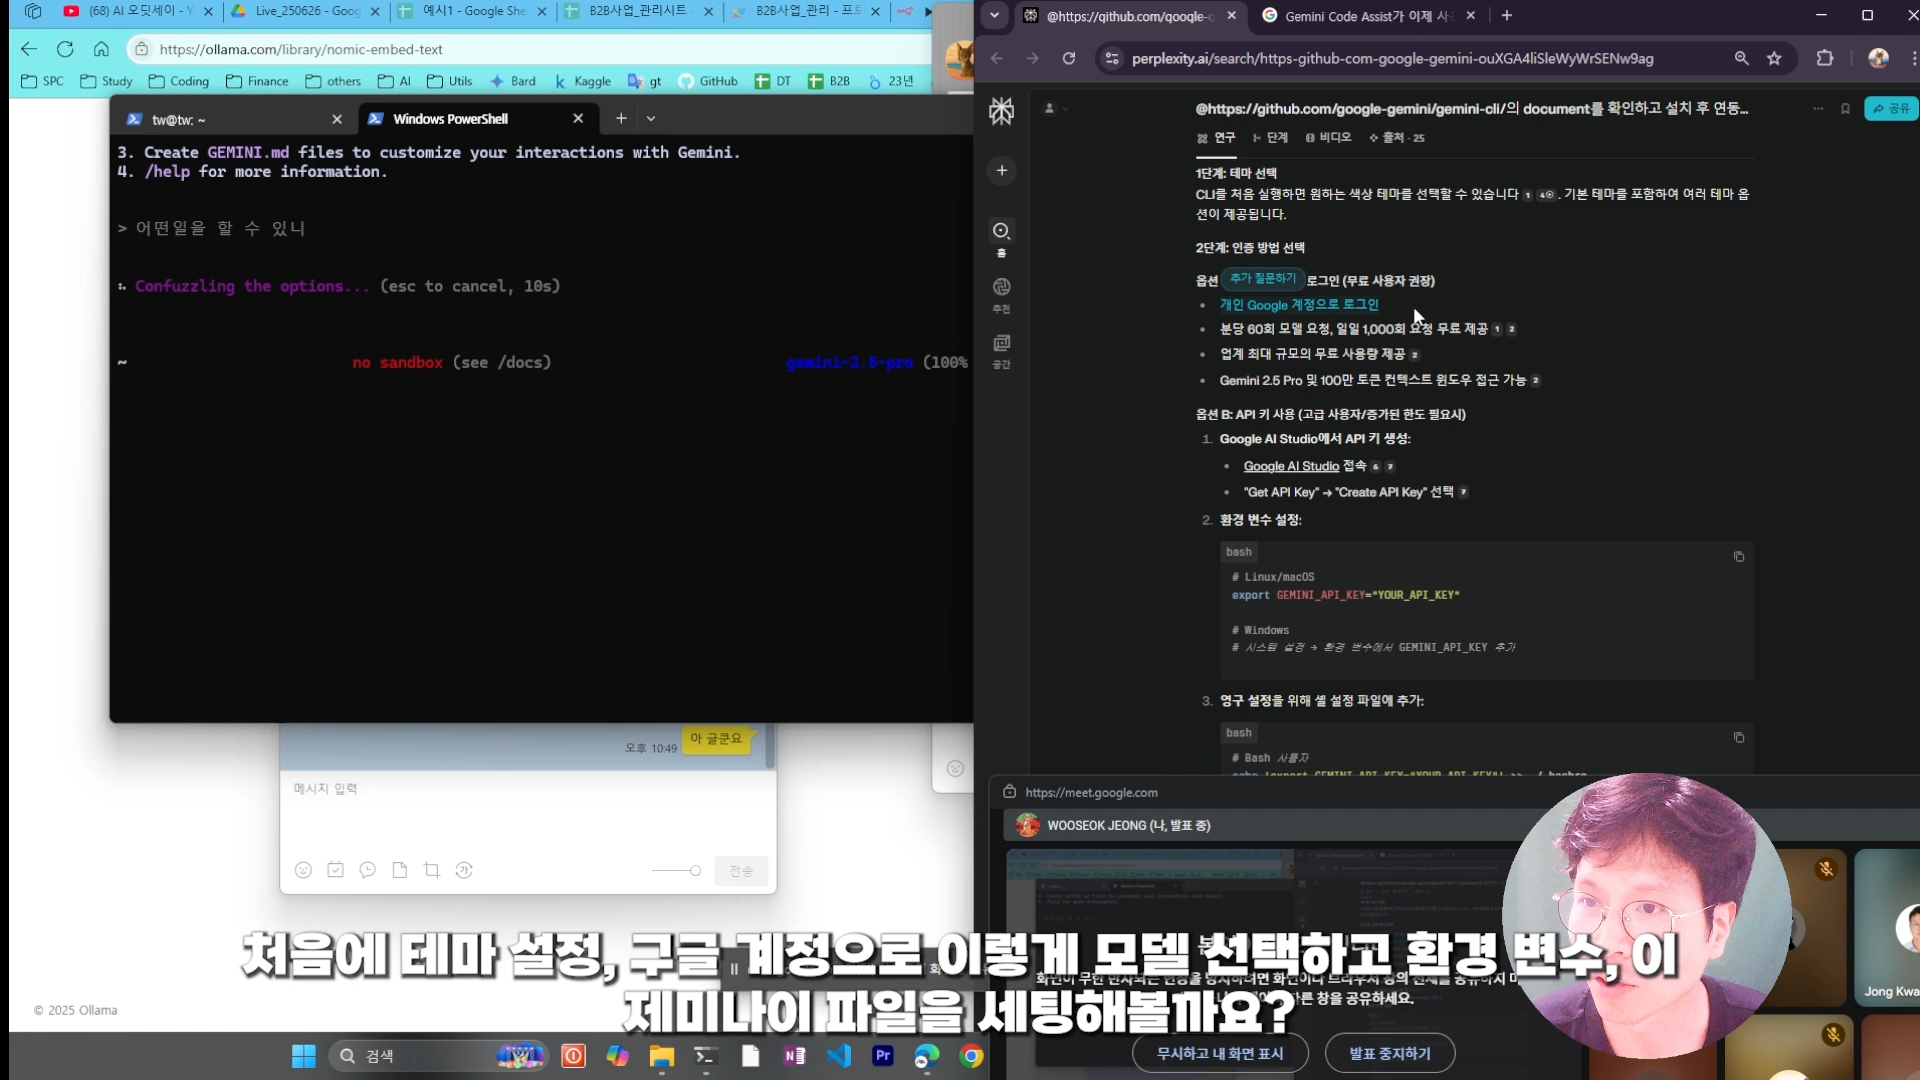 (68) AI 오딧세이 - Y
Live_250626 - Goog
예시1 - Google She
B2B사업_관리시트 -
B2B사업_관리 - 프
https://ollama.com/library/nomic-embed-text
SPC
Study
Coding
Finance
others
AI
Utils
Bard
Kaggle
gt
GitHub
DT
B2B
23년
tw@tw: ~
Windows PowerShell
3. Create GEMINI.md files to customize your interactions with Gemini.
4. /help for more information.
> 어떤일을 할 수 있니
Confuzzling the options... (esc to cancel, 10s)
~ no sandbox (see /docs) gemini-2.5-pro (100%
오후 10:49
아 글쿤요
메시지 입력
전송
© 2025 Ollama
검색
@https://github.com/google-g
Gemini Code Assist가 이제 사
perplexity.ai/search/https-github-com-google-gemini-ouXGA4liSleWyWrSENw9ag
@https://github.com/google-gemini/gemini-cli/의 document를 확인하고 설치 후 연동...
공유
연구
단계
비디오
출처 · 25
홈
추천
공간
1단계: 테마 선택
CLI를 처음 실행하면 원하는 색상 테마를 선택할 수 있습니다 1 4. 기본 테마를 포함하여 여러 테마 옵
션이 제공됩니다.
2단계: 인증 방법 선택
옵션
추가 질문하기
로그인 (무료 사용자 권장)
개인 Google 계정으로 로그인
분당 60회 모델 요청, 일일 1,000회 요청 무료 제공 1 2
업계 최대 규모의 무료 사용량 제공 2
Gemini 2.5 Pro 및 100만 토큰 컨텍스트 윈도우 접근 가능 2
옵션 B: API 키 사용 (고급 사용자/증가된 한도 필요시)
1. Google AI Studio에서 API 키 생성:
Google AI Studio 접속 6 7
"Get API Key" → "Create API Key" 선택 7
2. 환경 변수 설정:
bash
# Linux/macOS
export GEMINI_API_KEY="YOUR_API_KEY"
# Windows
# 시스템 설정 → 환경 변수에서 GEMINI_API_KEY 추가
3. 영구 설정을 위해 셸 설정 파일에 추가:
bash
# Bash 사용자
https://meet.google.com
WOOSEOK JEONG (나, 발표 중)
Jong Kwa
른 창을 공유하세요.
무시하고 내 화면 표시
발표 중지하기
처음에 테마 설정, 구글 계정으로 이렇게 모델 선택하고 환경 변수, 이
제미나이 파일을 세팅해볼까요?